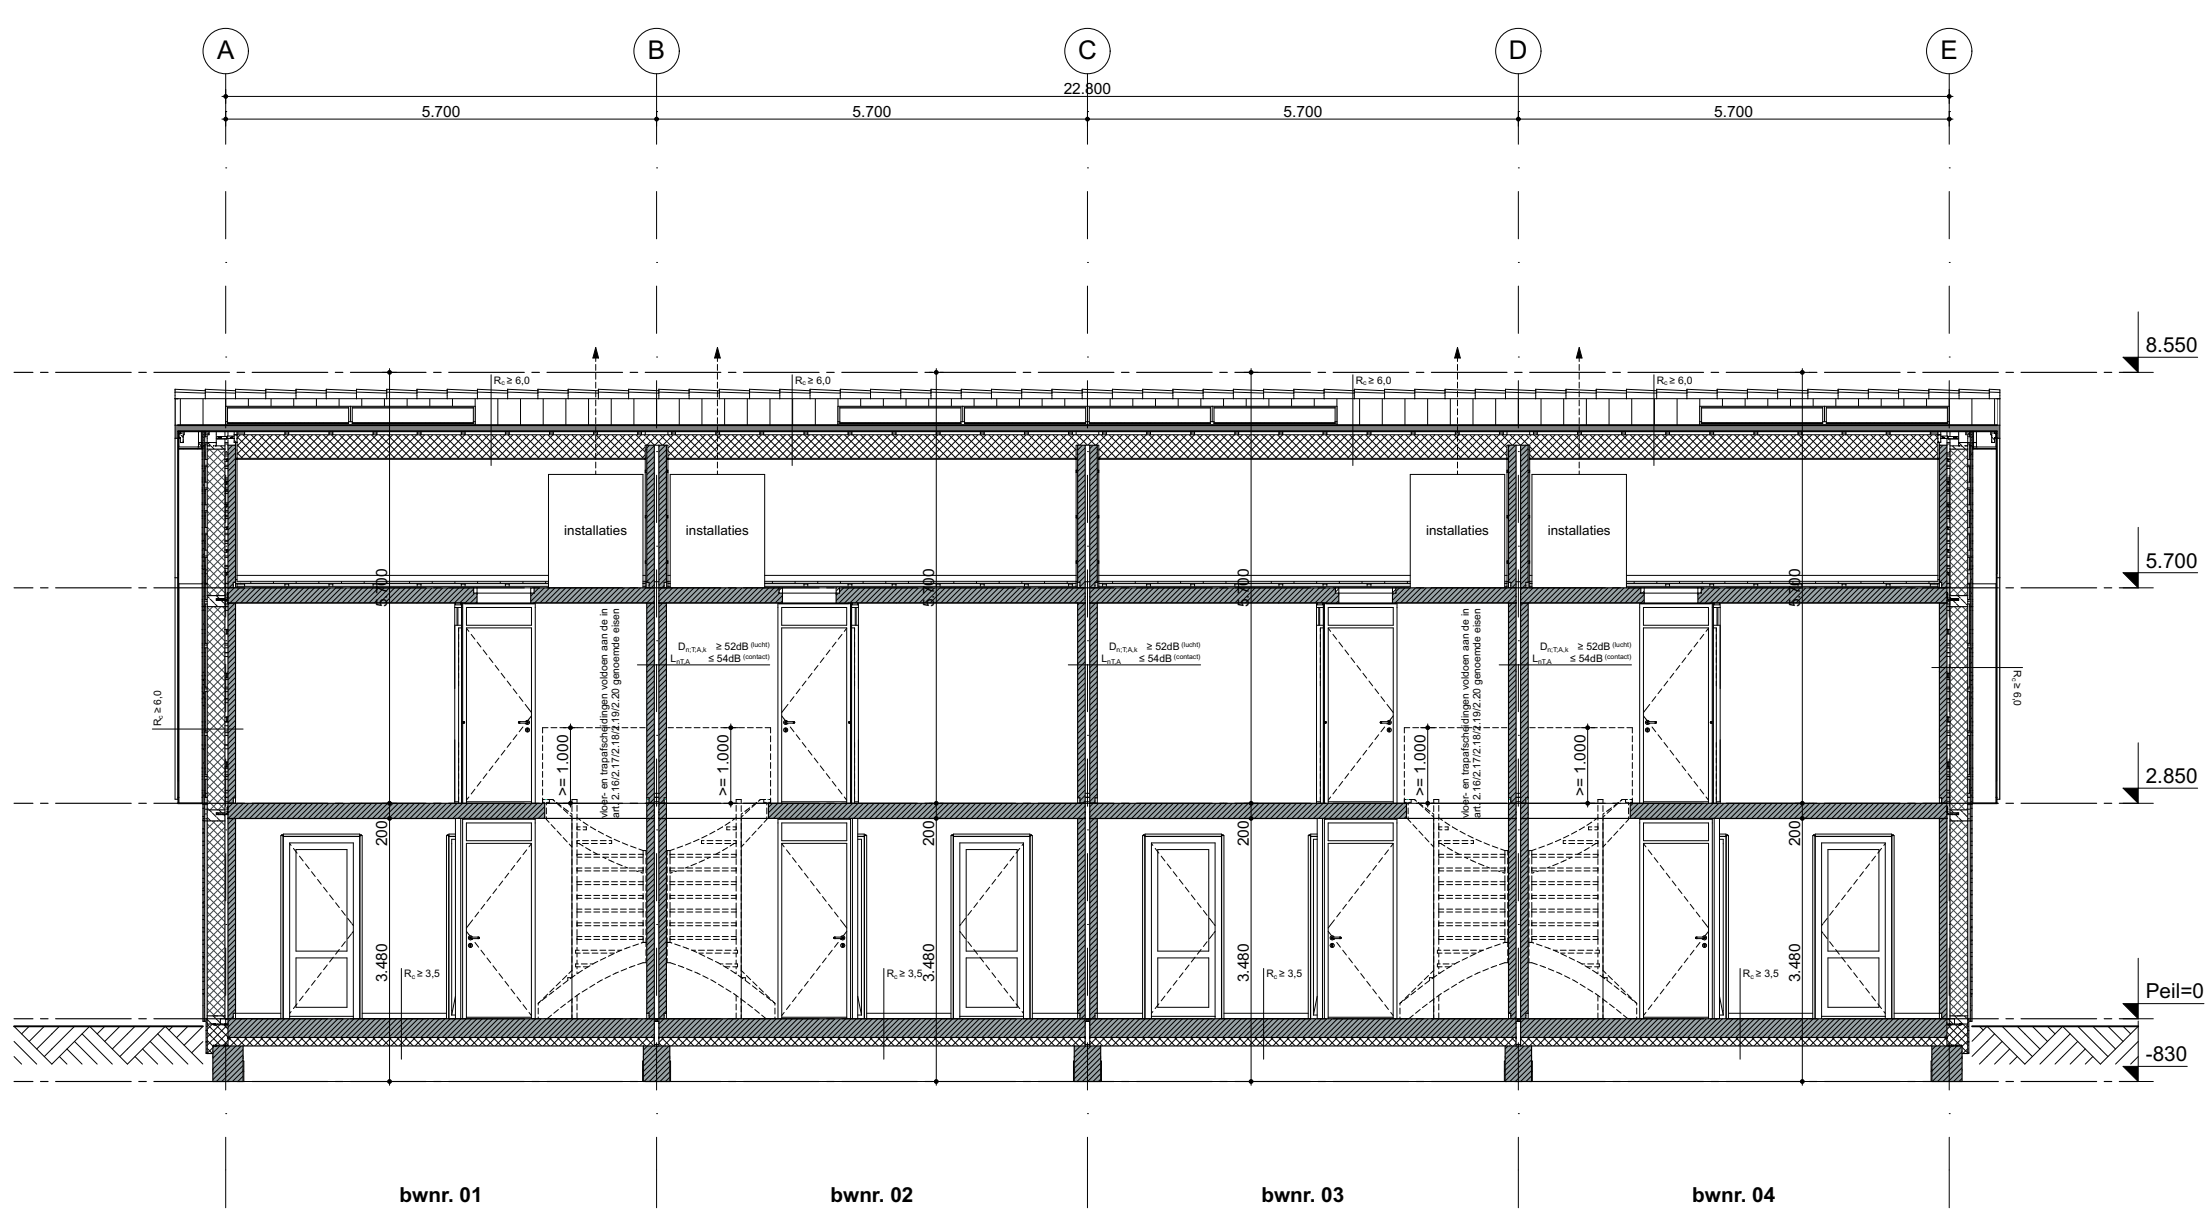 A B C D E
22.800
5.700 5.700 5.700 5.700
8.550
Rc ≥ 6,0 Rc ≥ 6,0 Rc ≥ 6,0 Rc ≥ 6,0
installaties installaties installaties installaties
5.700
5.700 5.700 5.700 5.700
vloer- en trapafscheidingen voldoen aan de in
art. 2.16/2.17/2.18/2.19/2.20 genoemde eisen
Dn;T;A,k ≥ 52dB (lucht)
LnT,A ≤ 54dB (contact)
Dn;T;A,k ≥ 52dB (lucht)
LnT,A ≤ 54dB (contact)
vloer- en trapafscheidingen voldoen aan de in
art. 2.16/2.17/2.18/2.19/2.20 genoemde eisen
Dn;T;A,k ≥ 52dB (lucht)
LnT,A ≤ 54dB (contact)
Rc ≥ 6,0
Rc ≥ 6,0
>= 1.000 >= 1.000 >= 1.000 >= 1.000
2.850
200 200 200 200
3.480 3.480 3.480 3.480
Rc ≥ 3,5 Rc ≥ 3,5 Rc ≥ 3,5 Rc ≥ 3,5
Peil=0
-830
bwnr. 01 bwnr. 02 bwnr. 03 bwnr. 04